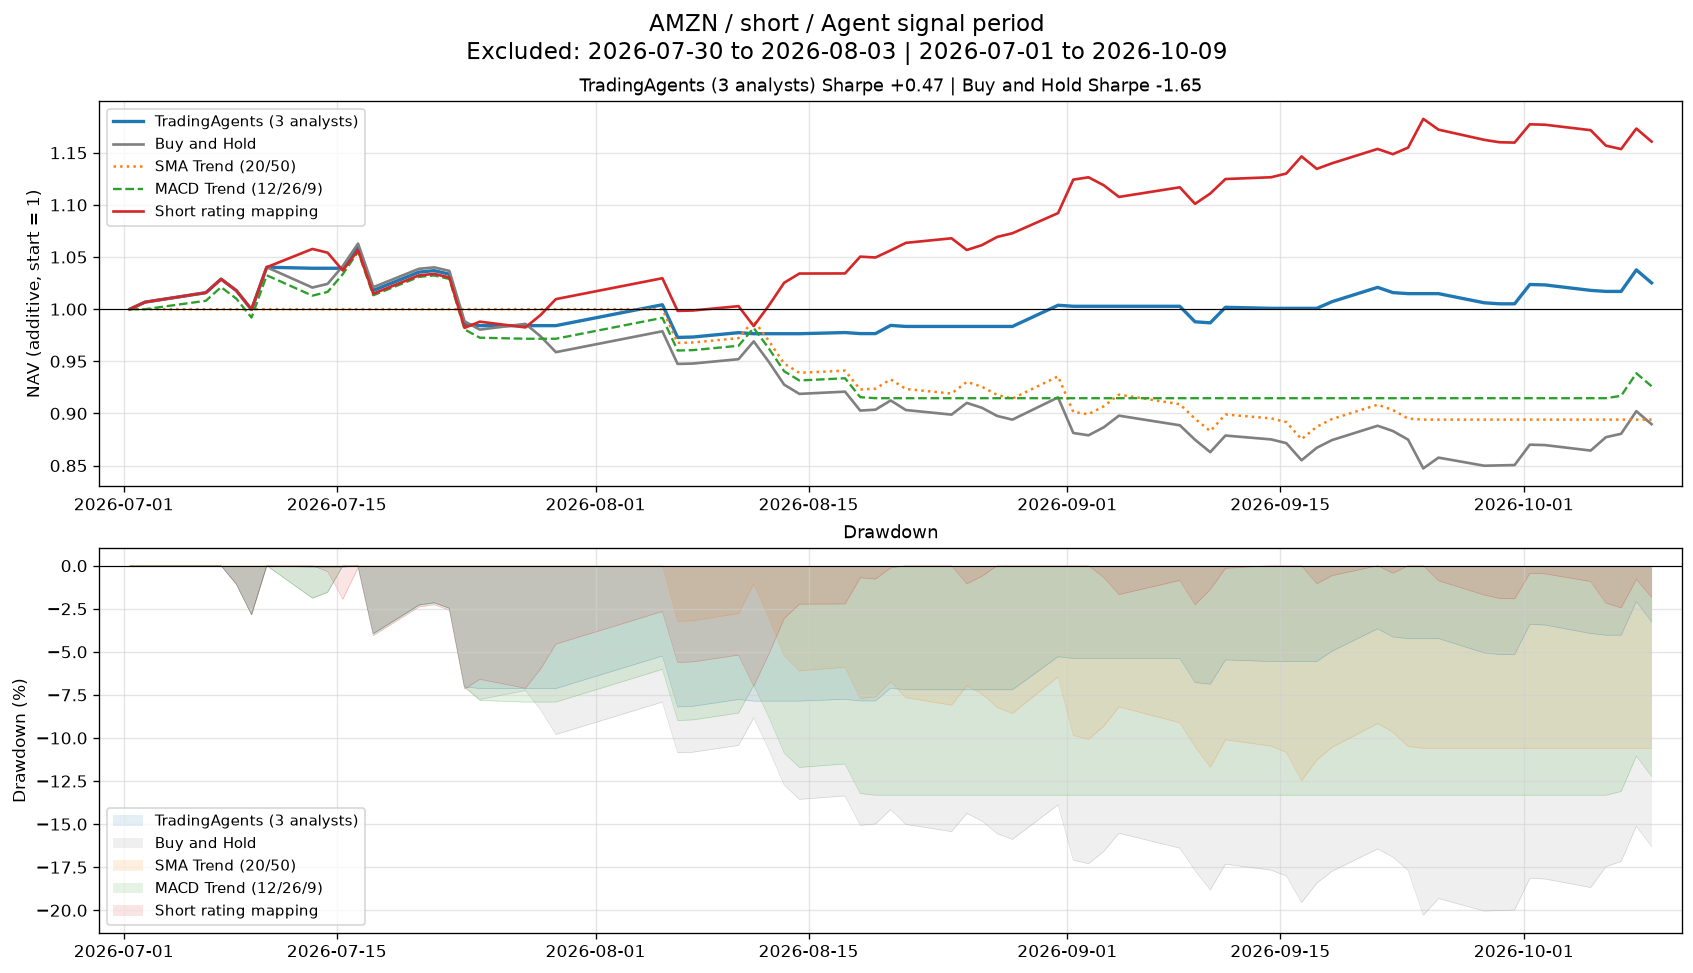 AMZN / short / Agent signal period
Excluded: 2026-07-30 to 2026-08-03 | 2026-07-01 to 2026-10-09
TradingAgents (3 analysts) Sharpe +0.47 | Buy and Hold Sharpe -1.65
TradingAgents (3 analysts)
Buy and Hold
SMA Trend (20/50)
MACD Trend (12/26/9)
Short rating mapping
NAV (additive, start = 1)
1.15
1.10
1.05
1.00
0.95
0.90
0.85
2026-07-01
2026-07-15
2026-08-01
2026-08-15
2026-09-01
2026-09-15
2026-10-01
Drawdown
Drawdown (%)
0.0
−2.5
−5.0
−7.5
−10.0
−12.5
−15.0
−17.5
−20.0
TradingAgents (3 analysts)
Buy and Hold
SMA Trend (20/50)
MACD Trend (12/26/9)
Short rating mapping
2026-07-01
2026-07-15
2026-08-01
2026-08-15
2026-09-01
2026-09-15
2026-10-01